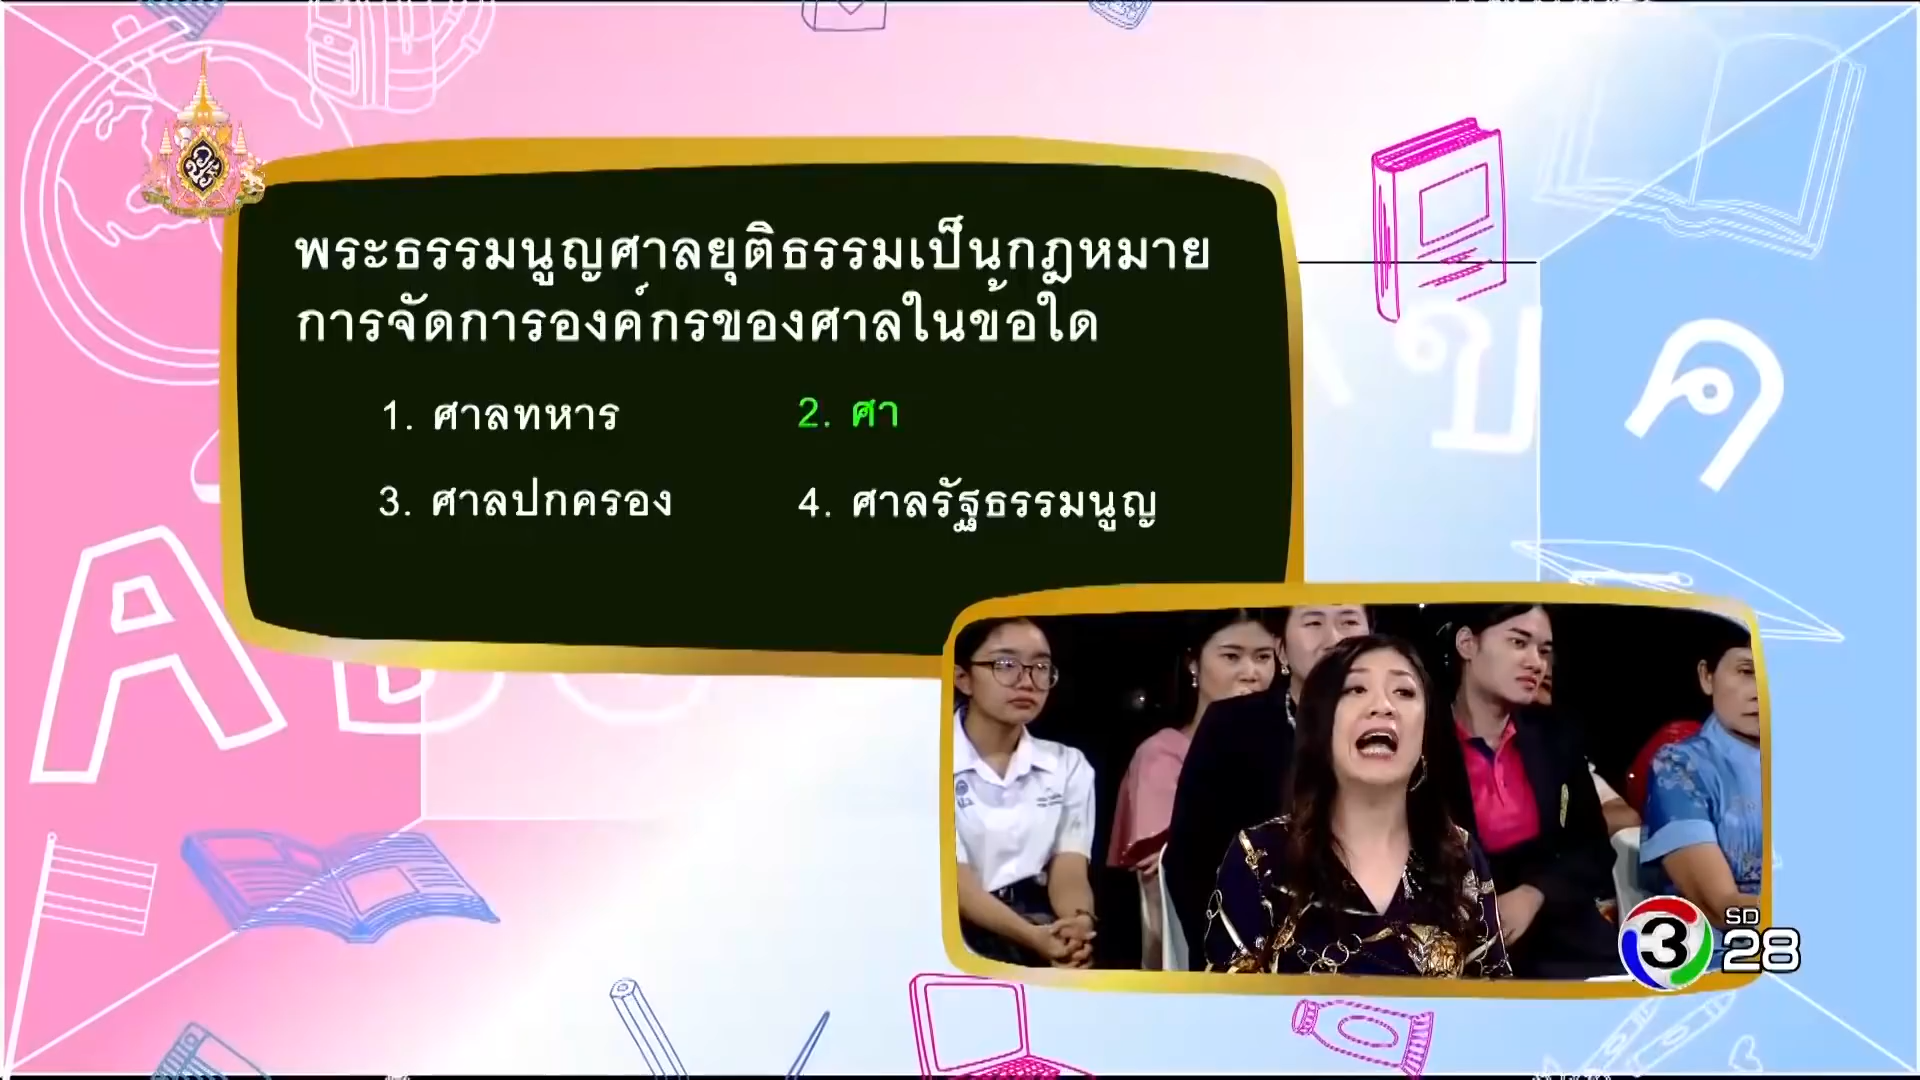 พระธรรมนูญศาลยุติธรรมเป็นกฎหมาย
การจัดการองค์กรของศาลในข้อใด
1. ศาลทหาร
2. ศา
3. ศาลปกครอง
4. ศาลรัฐธรรมนูญ
ข ค
A B C
3 SD 28